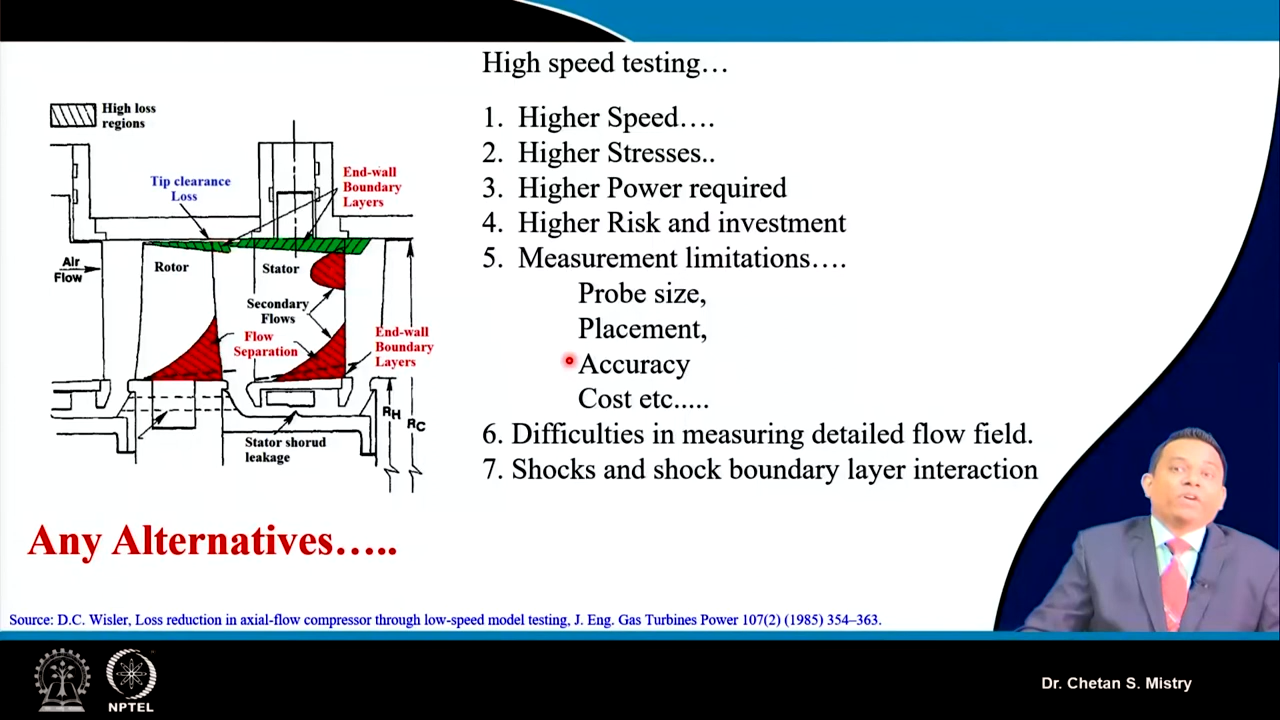 High speed testing…
1. Higher Speed….
2. Higher Stresses..
3. Higher Power required
4. Higher Risk and investment
5. Measurement limitations….
Probe size,
Placement,
Accuracy
Cost etc.....
6. Difficulties in measuring detailed flow field.
7. Shocks and shock boundary layer interaction
High loss
regions
Tip clearance
Loss
End-wall
Boundary
Layers
Air
Flow
Rotor
Stator
Secondary
Flows
Flow
Separation
End-wall
Boundary
Layers
RH
RC
Stator shorud
leakage
Any Alternatives…..
Source: D.C. Wisler, Loss reduction in axial-flow compressor through low-speed model testing, J. Eng. Gas Turbines Power 107(2) (1985) 354–363.
NPTEL
Dr. Chetan S. Mistry